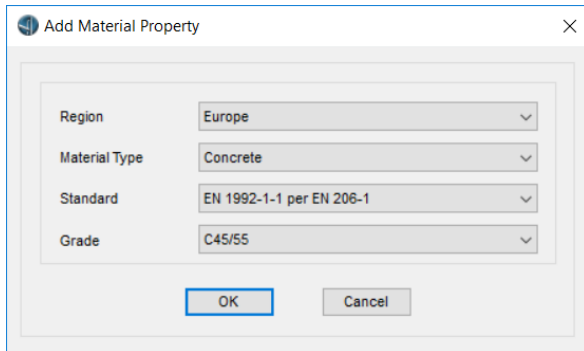 Add Material Property
Region Europe
Material Type Concrete
Standard EN 1992-1-1 per EN 206-1
Grade C45/55
OK Cancel